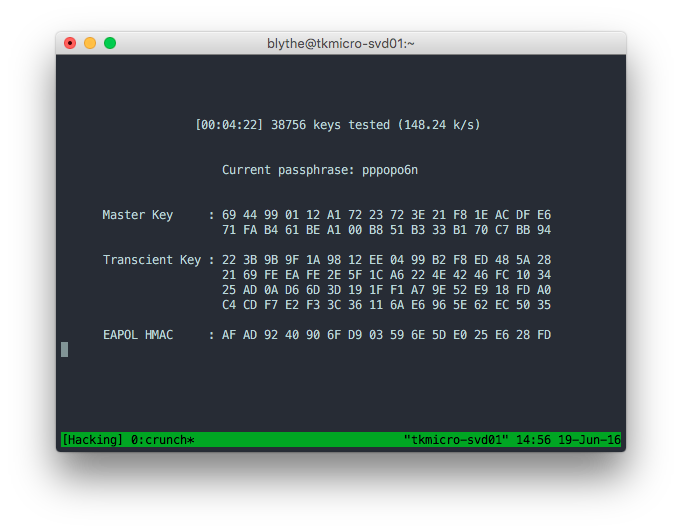 blythe@tkmicro-svd01:~
[00:04:22] 38756 keys tested (148.24 k/s)
Current passphrase: pppopo6n
Master Key : 69 44 99 01 12 A1 72 23 72 3E 21 F8 1E AC DF E6
71 FA B4 61 BE A1 00 B8 51 B3 33 B1 70 C7 BB 94
Transcient Key : 22 3B 9B 9F 1A 98 12 EE 04 99 B2 F8 ED 48 5A 28
21 69 FE EA FE 2E 5F 1C A6 22 4E 42 46 FC 10 34
25 AD 0A D6 6D 3D 19 1F F1 A7 9E 52 E9 18 FD A0
C4 CD F7 E2 F3 3C 36 11 6A E6 96 5E 62 EC 50 35
EAPOL HMAC : AF AD 92 40 90 6F D9 03 59 6E 5D E0 25 E6 28 FD
[Hacking] 0:crunch* "tkmicro-svd01" 14:56 19-Jun-16